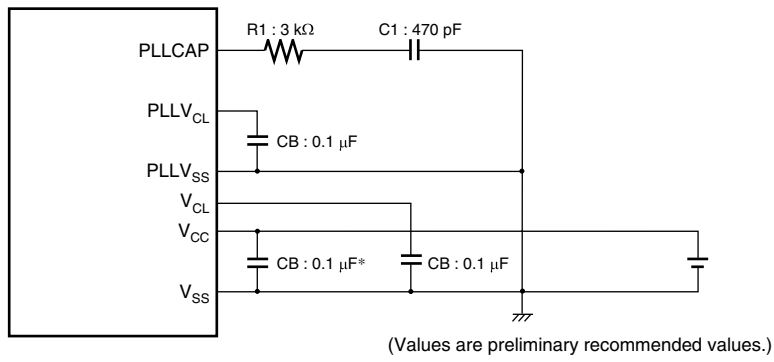 R1 : 3 kΩ
C1 : 470 pF
PLLCAP
PLLVCL
CB : 0.1 μF
PLLVSS
VCL
VCC
CB : 0.1 μF*
CB : 0.1 μF
VSS
(Values are preliminary recommended values.)